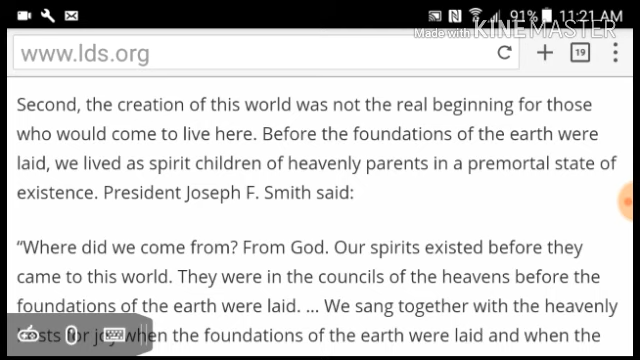 91% 11:21 AM
Made with KINEMASTER
www.lds.org
19
Second, the creation of this world was not the real beginning for those
who would come to live here. Before the foundations of the earth were
laid, we lived as spirit children of heavenly parents in a premortal state of
existence. President Joseph F. Smith said:
“Where did we come from? From God. Our spirits existed before they
came to this world. They were in the councils of the heavens before the
foundations of the earth were laid. ... We sang together with the heavenly
hosts for joy when the foundations of the earth were laid and when the